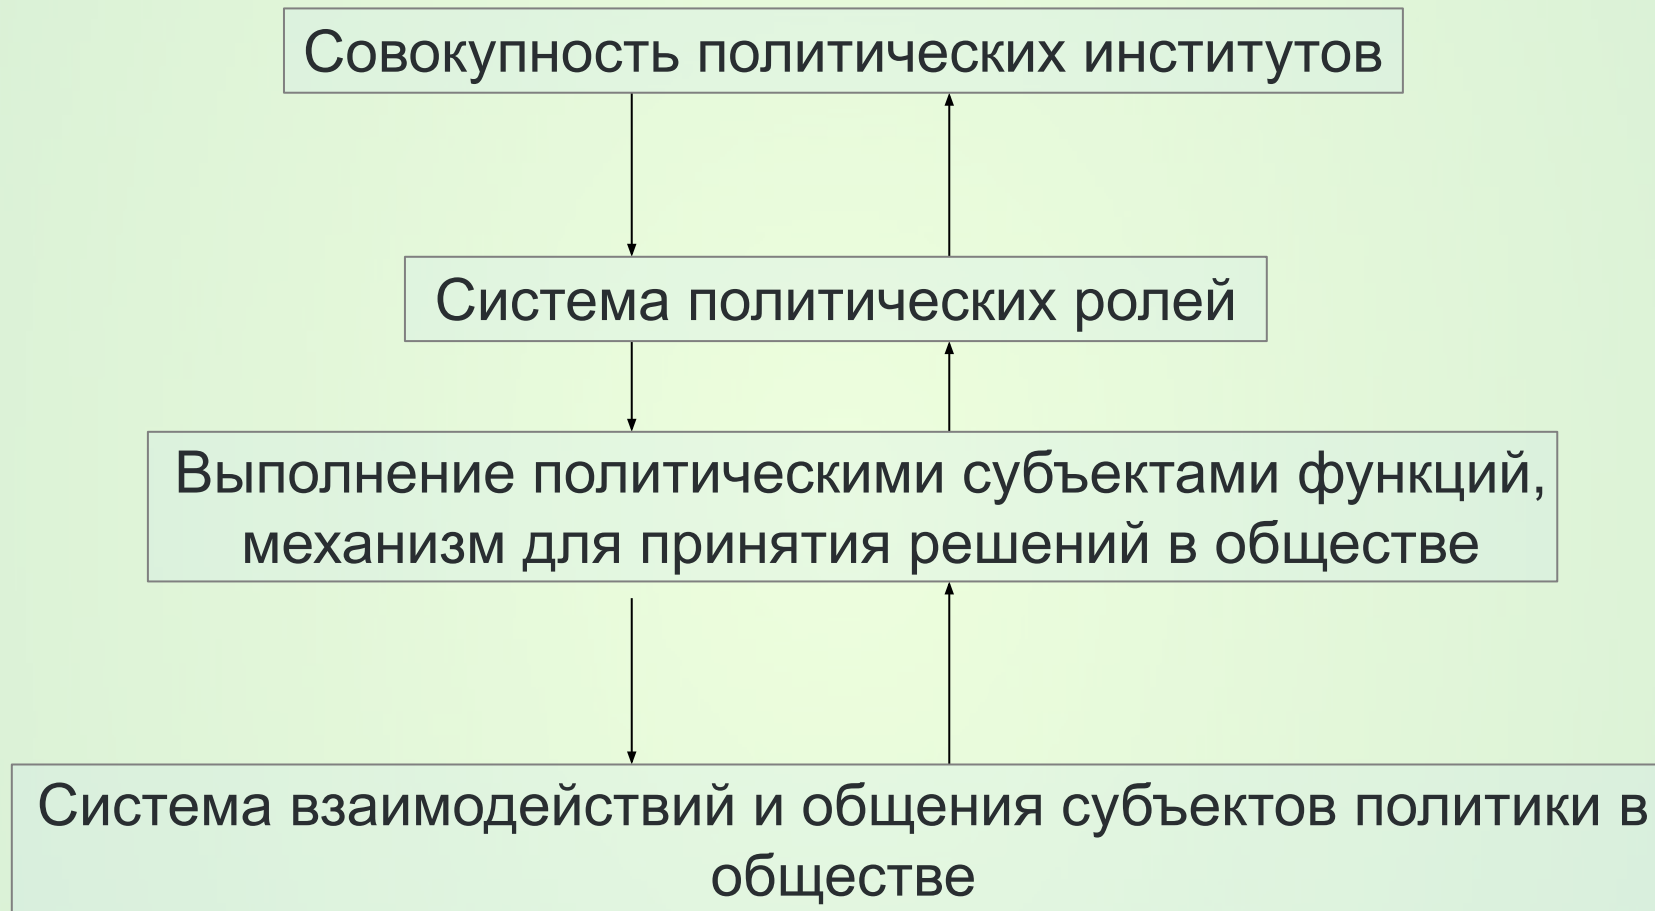 Совокупность политических институтов
Система политических ролей
Выполнение политическими субъектами функций,
механизм для принятия решений в обществе
Система взаимодействий и общения субъектов политики в
обществе